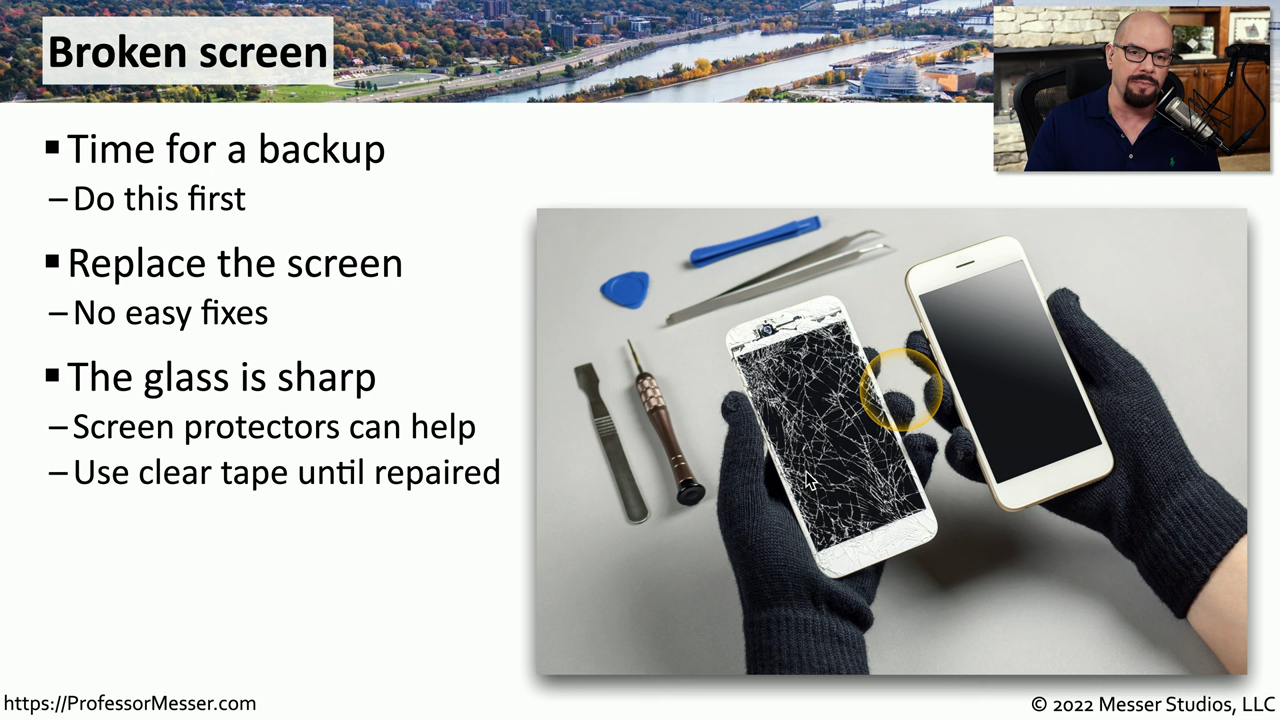 Broken screen
▪ Time for a backup
– Do this first
▪ Replace the screen
– No easy fixes
▪ The glass is sharp
– Screen protectors can help
– Use clear tape until repaired
https://ProfessorMesser.com
© 2022 Messer Studios, LLC